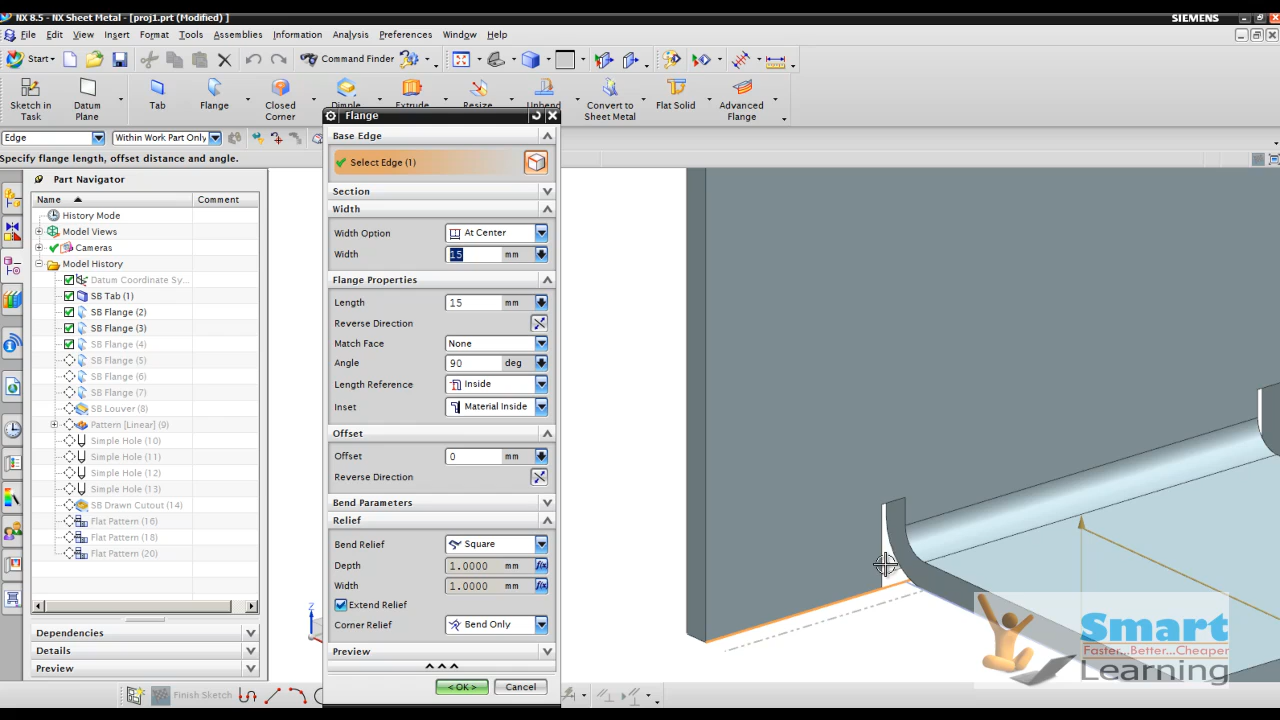 NX 8.5 - NX Sheet Metal - [proj1.prt (Modified) ]
SIEMENS
File Edit View Insert Format Tools Assemblies Information Analysis Preferences Window Help
Start Command Finder
Sketch in Task
Datum Plane
Tab
Flange
Closed Corner
Dimple
Extrude
Resize
Unbend
Convert to Sheet Metal
Flat Solid
Advanced Flange
Edge
Within Work Part Only
Specify flange length, offset distance and angle.
Part Navigator
Name Comment
History Mode
Model Views
Cameras
Model History
Datum Coordinate Sy...
SB Tab (1)
SB Flange (2)
SB Flange (3)
SB Flange (4)
SB Flange (5)
SB Flange (6)
SB Flange (7)
SB Louver (8)
Pattern [Linear] (9)
Simple Hole (10)
Simple Hole (11)
Simple Hole (12)
Simple Hole (13)
SB Drawn Cutout (14)
Flat Pattern (16)
Flat Pattern (18)
Flat Pattern (20)
Dependencies
Details
Preview
Finish Sketch
Flange
Base Edge
Select Edge (1)
Section
Width
Width Option At Center
Width 15 mm
Flange Properties
Length 15 mm
Reverse Direction
Match Face None
Angle 90 deg
Length Reference Inside
Inset Material Inside
Offset
Offset 0 mm
Reverse Direction
Bend Parameters
Relief
Bend Relief Square
Depth 1.0000 mm
Width 1.0000 mm
Extend Relief
Corner Relief Bend Only
Preview
< OK > Cancel
Z
Smart
Faster...Better...Cheaper
Learning